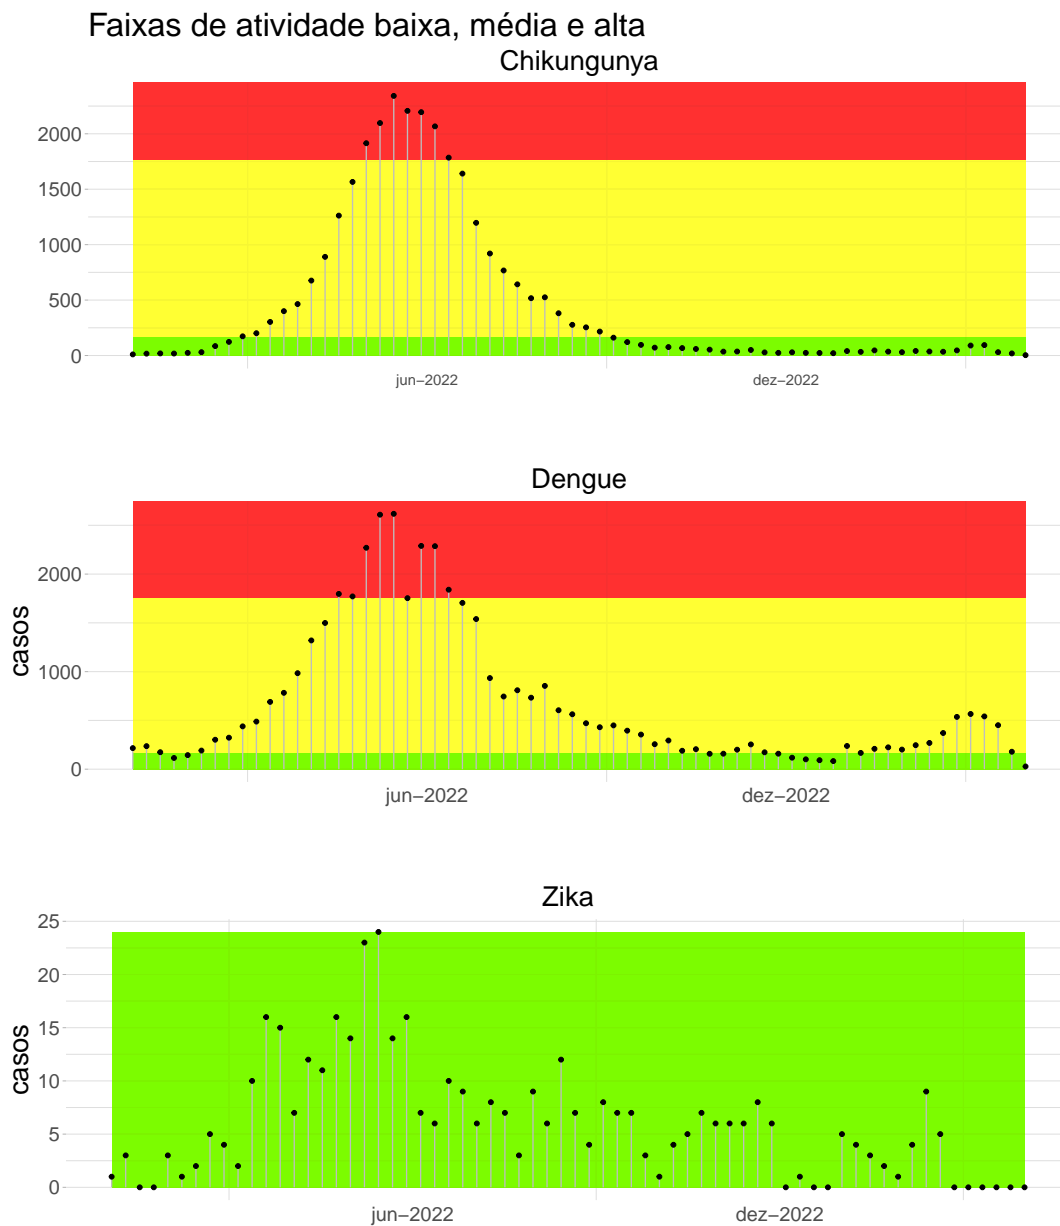 Faixas de atividade baixa, média e alta
Chikungunya
2000
1500
1000
500
0
jun−2022
dez−2022
Dengue
casos
2000
1000
0
jun−2022
dez−2022
Zika
casos
25
20
15
10
5
0
jun−2022
dez−2022